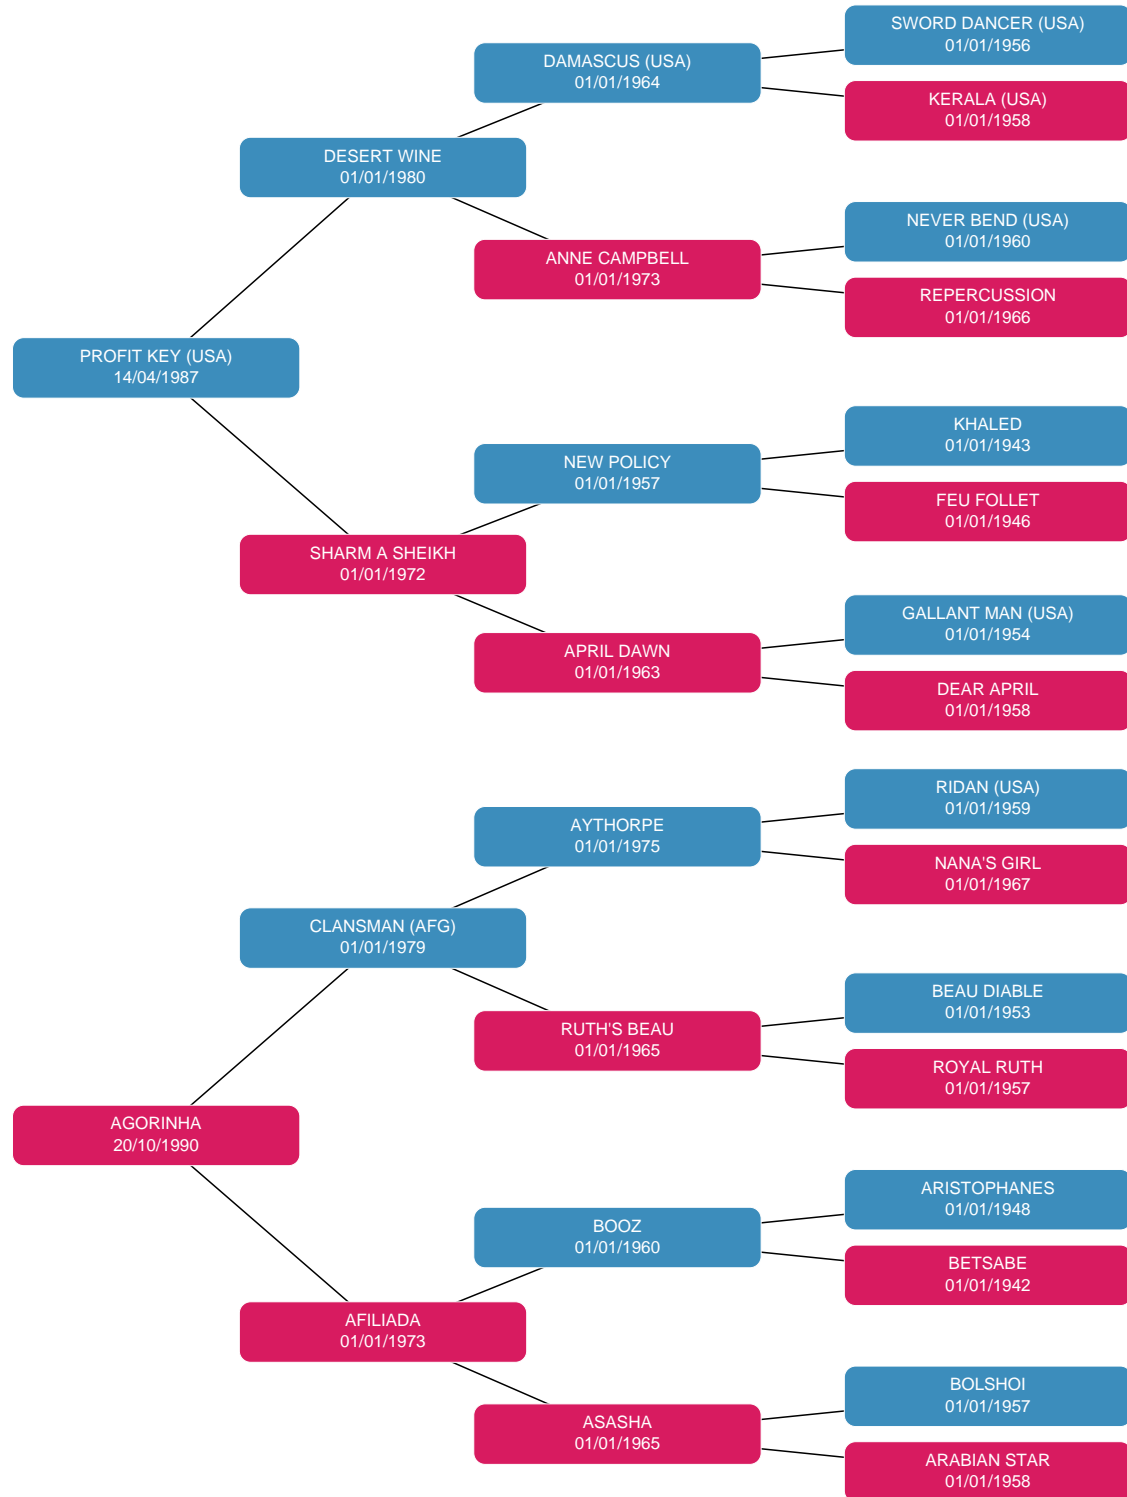 SWORD DANCER (USA)
01/01/1956
DAMASCUS (USA)
01/01/1964
KERALA (USA)
01/01/1958
DESERT WINE
01/01/1980
NEVER BEND (USA)
01/01/1960
ANNE CAMPBELL
01/01/1973
REPERCUSSION
01/01/1966
PROFIT KEY (USA)
14/04/1987
KHALED
01/01/1943
NEW POLICY
01/01/1957
FEU FOLLET
01/01/1946
SHARM A SHEIKH
01/01/1972
GALLANT MAN (USA)
01/01/1954
APRIL DAWN
01/01/1963
DEAR APRIL
01/01/1958
RIDAN (USA)
01/01/1959
AYTHORPE
01/01/1975
NANA'S GIRL
01/01/1967
CLANSMAN (AFG)
01/01/1979
BEAU DIABLE
01/01/1953
RUTH'S BEAU
01/01/1965
ROYAL RUTH
01/01/1957
AGORINHA
20/10/1990
ARISTOPHANES
01/01/1948
BOOZ
01/01/1960
BETSABE
01/01/1942
AFILIADA
01/01/1973
BOLSHOI
01/01/1957
ASASHA
01/01/1965
ARABIAN STAR
01/01/1958